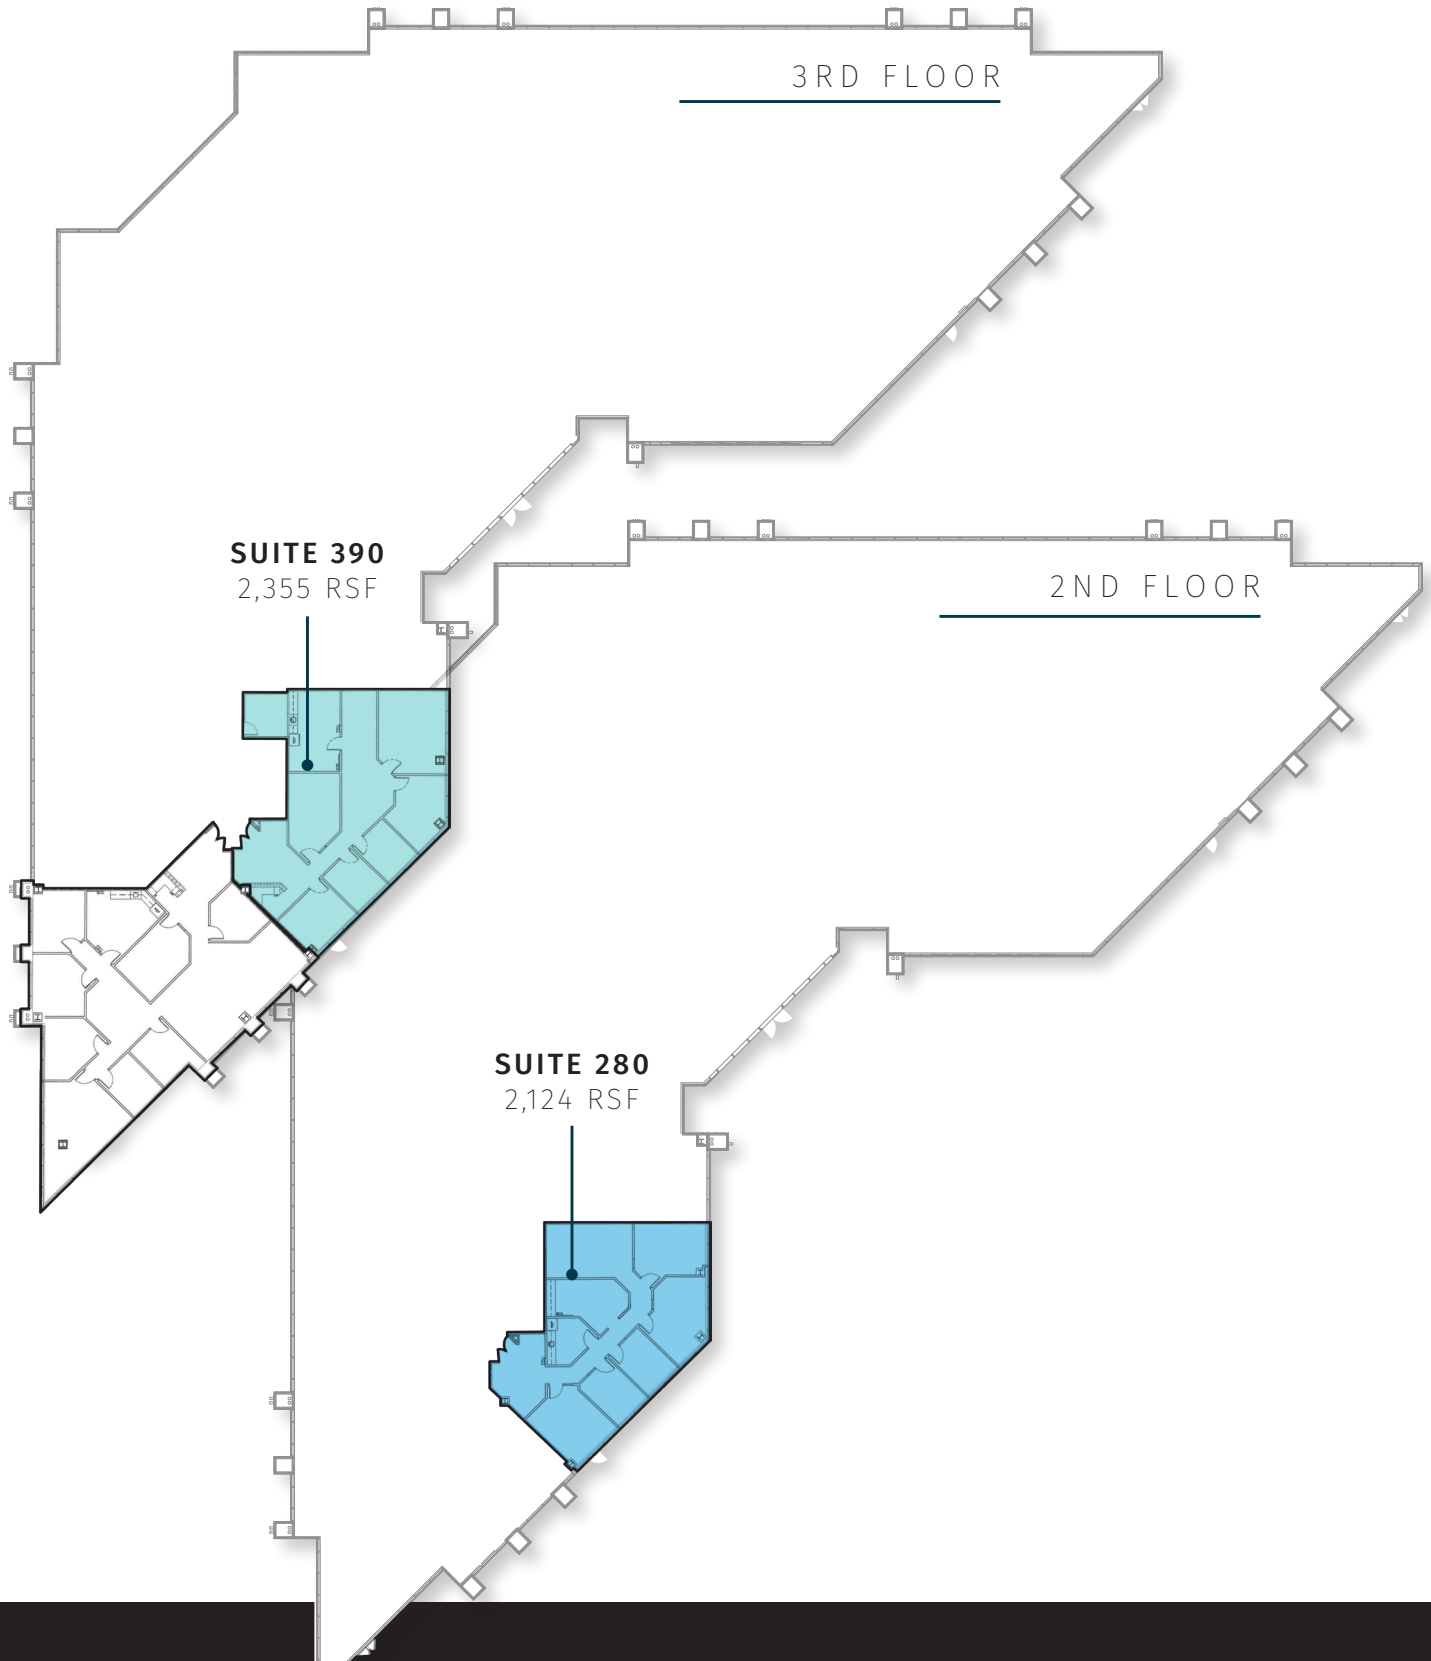 3RD FLOOR
SUITE 390
2,355 RSF
2ND FLOOR
SUITE 280
2,124 RSF